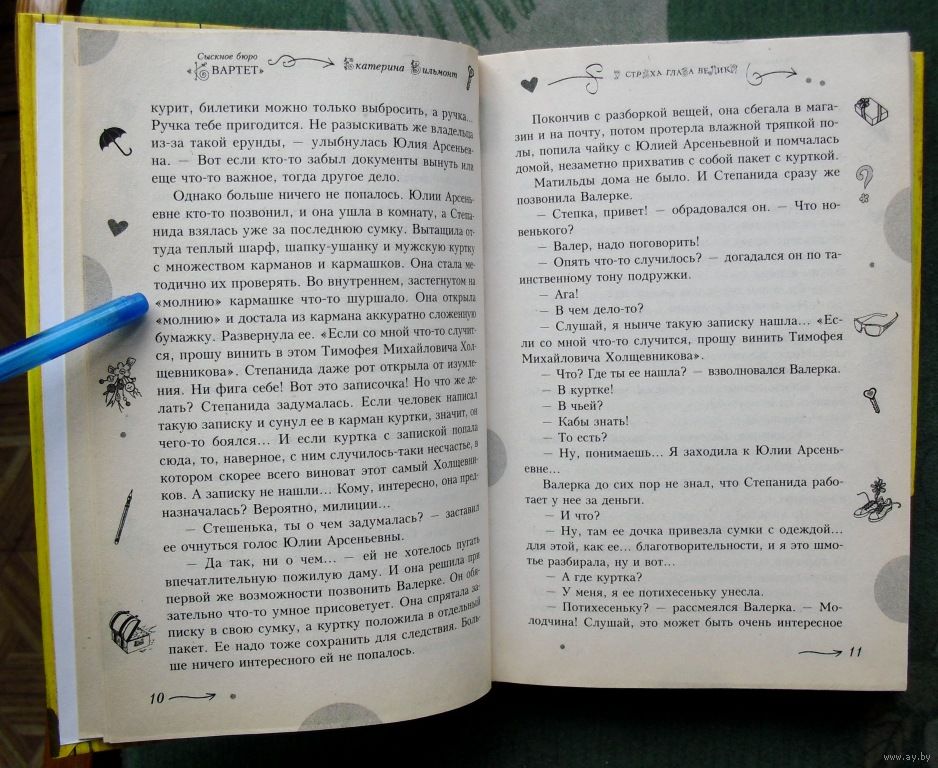 Сыскное бюро
«КВАРТЕТ»
Екатерина Вильмонт
курит, билетики можно только выбросить, а ручка...
Ручка тебе пригодится. Не разыскивать же владельца
из-за такой ерунды, — улыбнулась Юлия Арсеньев-
на. — Вот если кто-то забыл документы вынуть или
еще что-то важное, тогда другое дело.
Однако больше ничего не попалось. Юлии Арсень-
евне кто-то позвонил, и она ушла в комнату, а Степа-
нида взялась уже за последнюю сумку. Вытащила от-
туда теплый шарф, шапку-ушанку и мужскую куртку
с множеством карманов и кармашков. Она стала ме-
тодично их проверять. Во внутреннем, застегнутом на
«молнию» кармашке что-то шуршало. Она открыла
«молнию» и достала из кармана аккуратно сложенную
бумажку. Развернула ее. «Если со мной что-то случит-
ся, прошу винить в этом Тимофея Михайловича Хол-
щевникова». Степанида даже рот открыла от изумле-
ния. Ни фига себе! Вот это записочка! Но что же де-
лать? Степанида задумалась. Если человек написал
такую записку и сунул ее в карман куртки, значит, он
чего-то боялся... И если куртка с запиской попала
сюда, то, наверное, с ним случилось-таки несчастье, в
котором скорее всего виноват этот самый Холщевни-
ков. А записку не нашли... Кому, интересно, она пред-
назначалась? Вероятно, милиции...
— Стешенька, ты о чем задумалась? — заставил
ее очнуться голос Юлии Арсеньевны.
— Да так, ни о чем... — ей не хотелось пугать
впечатлительную пожилую даму. И она решила при
первой же возможности позвонить Валерке. Он обя-
зательно что-то умное присоветует. Она спрятала за-
писку в свою сумку, а куртку положила в отдельный
пакет. Ее надо тоже сохранить для следствия. Боль-
ше ничего интересного ей не попалось.
10
У СТРАХА ГЛАЗА ВЕЛИКИ
Покончив с разборкой вещей, она сбегала в мага-
зин и на почту, потом протерла влажной тряпкой по-
лы, попила чайку с Юлией Арсеньевной и помчалась
домой, незаметно прихватив с собой пакет с курткой.
Матильды дома не было. И Степанида сразу же
позвонила Валерке.
— Степка, привет! — обрадовался он. — Что но-
венького?
— Валер, надо поговорить!
— Опять что-то случилось? — догадался он по та-
инственному тону подружки.
— Ага!
— В чем дело-то?
— Слушай, я нынче такую записку нашла... «Ес-
ли со мной что-то случится, прошу винить Тимофея
Михайловича Холщевникова».
— Что? Где ты ее нашла? — взволновался Валерка.
— В куртке!
— В чьей?
— Кабы знать!
— То есть?
— Ну, понимаешь... Я заходила к Юлии Арсень-
евне...
Валерка до сих пор не знал, что Степанида рабо-
тает у нее за деньги.
— И что?
— Ну, там ее дочка привезла сумки с одеждой...
для этой, как ее... благотворительности, и я это шмо-
тье разбирала, ну и вот...
— А где куртка?
— У меня, я ее потихесеньку унесла.
— Потихесеньку? — рассмеялся Валерка. — Мо-
лодчина! Слушай, это может быть очень интересное
11
www.ay.by